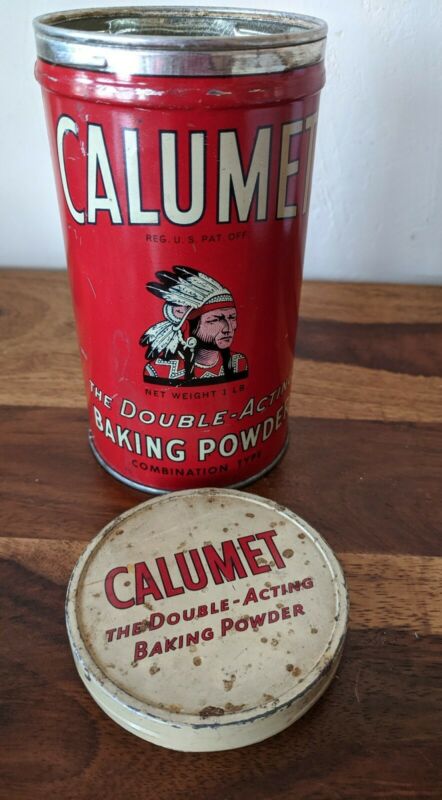 CALUMET
REG. U.S. PAT. OFF.
NET WEIGHT 1 LB.
THE DOUBLE-ACTING
BAKING POWDER
COMBINATION TYPE
CALUMET
THE DOUBLE-ACTING
BAKING POWDER